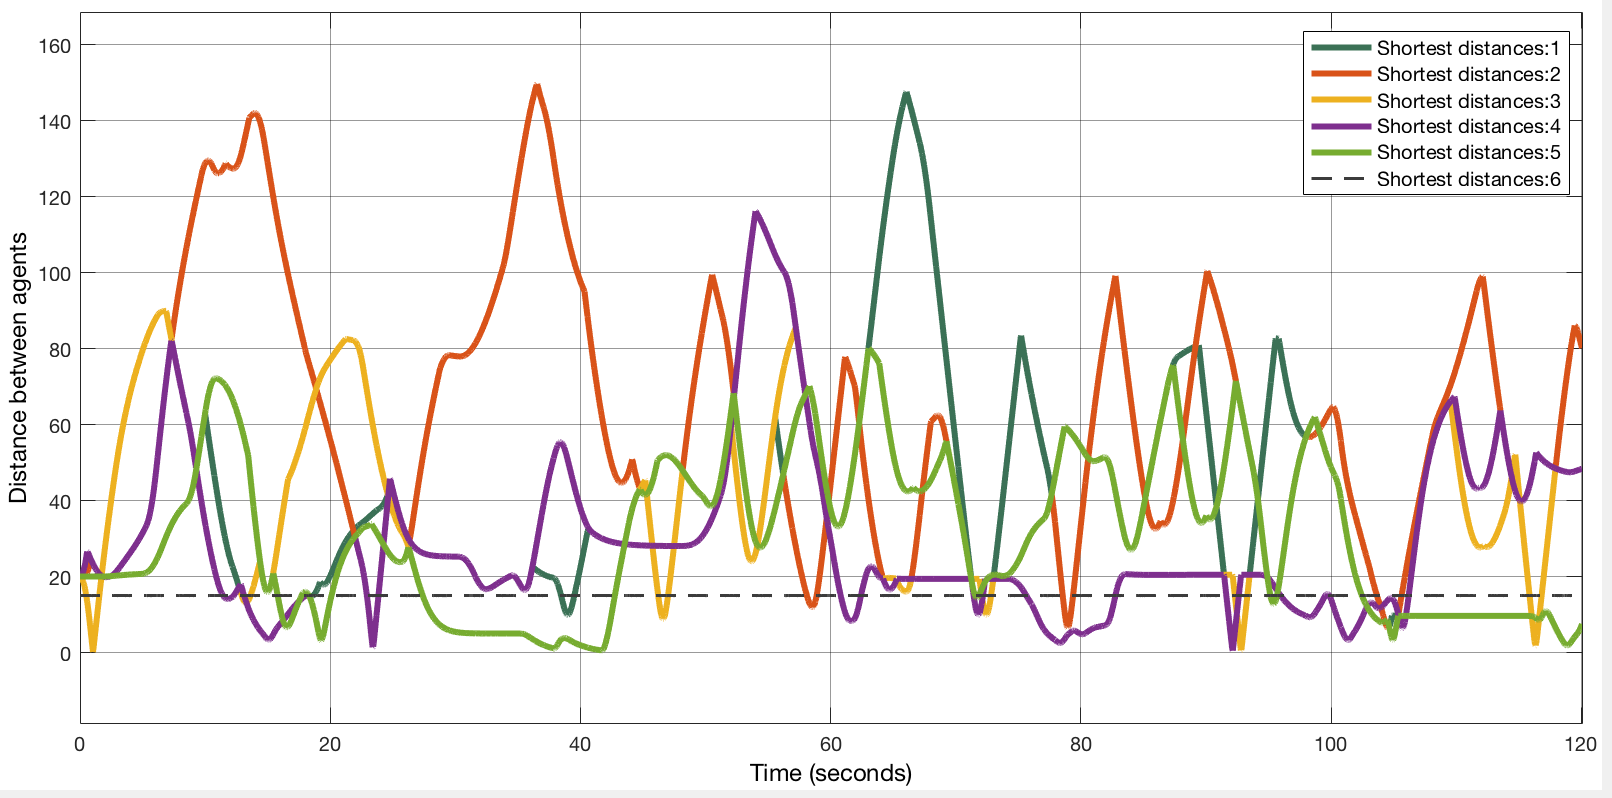 160
140
120
100
80
60
40
20
0
Distance between agents
Shortest distances:1
Shortest distances:2
Shortest distances:3
Shortest distances:4
Shortest distances:5
Shortest distances:6
0 20 40 60 80 100 120
Time (seconds)